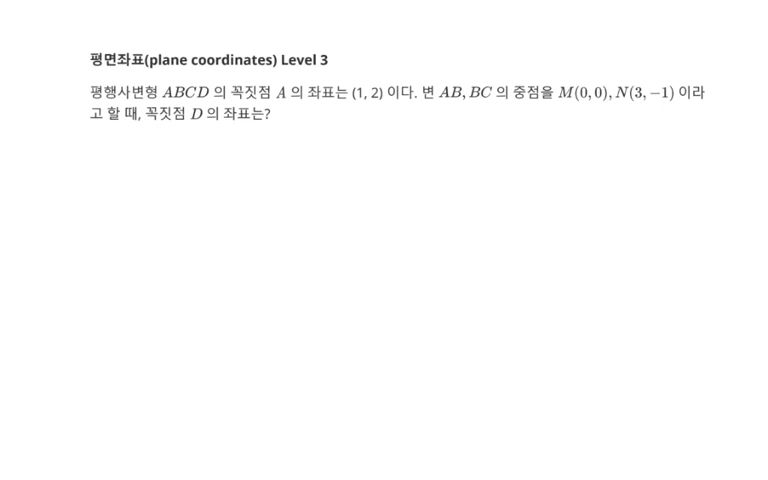 평면좌표(plane coordinates) Level 3
평행사변형 ABCD 의 꼭짓점 A 의 좌표는 (1, 2) 이다. 변 AB, BC 의 중점을 M(0, 0), N(3, −1) 이라
고 할 때, 꼭짓점 D 의 좌표는?